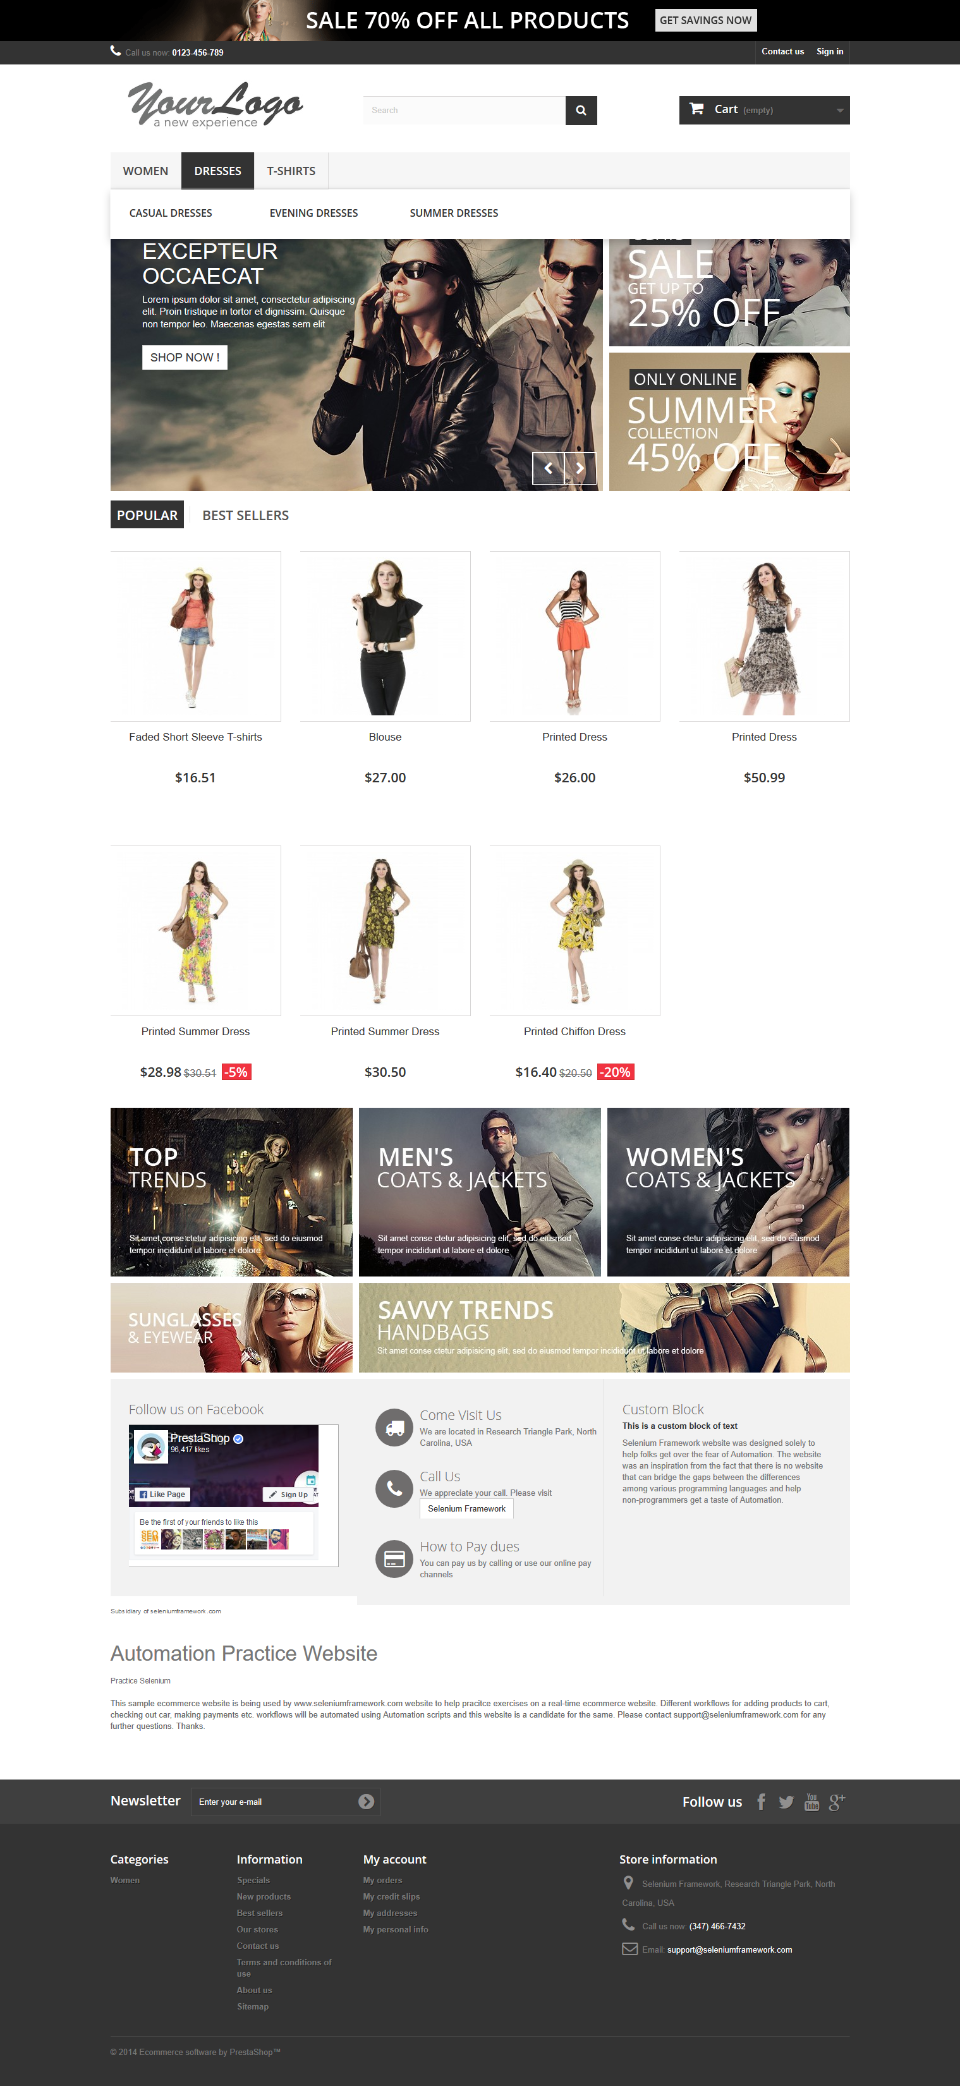 SALE 70% OFF ALL PRODUCTS GET SAVINGS NOW
Call us now: 0123-456-789 Contact us Sign in
YourLogo
a new experience
Search
Cart (empty)
WOMEN DRESSES T-SHIRTS
CASUAL DRESSES EVENING DRESSES SUMMER DRESSES
EXCEPTEUR
OCCAECAT
Lorem ipsum dolor sit amet, consectetur adipiscing
elit. Proin tristique in tortor et dignissim. Quisque
non tempor leo. Maecenas egestas sem elit
SHOP NOW !
SALE
GET UP TO
25% OFF
ONLY ONLINE
SUMMER
COLLECTION
45% OFF
POPULAR BEST SELLERS
Faded Short Sleeve T-shirts Blouse Printed Dress Printed Dress
$16.51 $27.00 $26.00 $50.99
Printed Summer Dress Printed Summer Dress Printed Chiffon Dress
$28.98 $30.51 -5% $30.50 $16.40 $20.50 -20%
TOP
TRENDS
Sit amet conse ctetur adipisicing elit, sed do eiusmod
tempor incididunt ut labore et dolore
MEN'S
COATS & JACKETS
Sit amet conse ctetur adipisicing elit, sed do eiusmod
tempor incididunt ut labore et dolore
WOMEN'S
COATS & JACKETS
Sit amet conse ctetur adipisicing elit, sed do eiusmod
tempor incididunt ut labore et dolore
SUNGLASSES
& EYEWEAR
SAVVY TRENDS
HANDBAGS
Sit amet conse ctetur adipisicing elit, sed do eiusmod tempor incididunt ut labore et dolore
Follow us on Facebook
PrestaShop
96,417 likes
Like Page Sign Up
Be the first of your friends to like this
SEO
SEM
Come Visit Us
We are located in Research Triangle Park, North
Carolina, USA
Call Us
We appreciate your call. Please visit
Selenium Framework
How to Pay dues
You can pay us by calling or use our online pay
channels
Custom Block
This is a custom block of text
Selenium Framework website was designed solely to
help folks get over the fear of Automation. The website
was an inspiration from the fact that there is no website
that can bridge the gaps between the differences
among various programming languages and help
non-programmers get a taste of Automation.
Subsidiary of seleniumframework.com
Automation Practice Website
Practice Selenium
This sample ecommerce website is being used by www.seleniumframework.com website to help pracitce exercises on a real-time ecommerce website. Different workflows for adding products to cart,
checking out car, making payments etc. workflows will be automated using Automation scripts and this website is a candidate for the same. Please contact support@seleniumframework.com for any
further questions. Thanks.
Newsletter Enter your e-mail Follow us
Categories
Women
Information
Specials
New products
Best sellers
Our stores
Contact us
Terms and conditions of
use
About us
Sitemap
My account
My orders
My credit slips
My addresses
My personal info
Store information
Selenium Framework, Research Triangle Park, North
Carolina, USA
Call us now: (347) 466-7432
Email: support@seleniumframework.com
© 2014 Ecommerce software by PrestaShop™